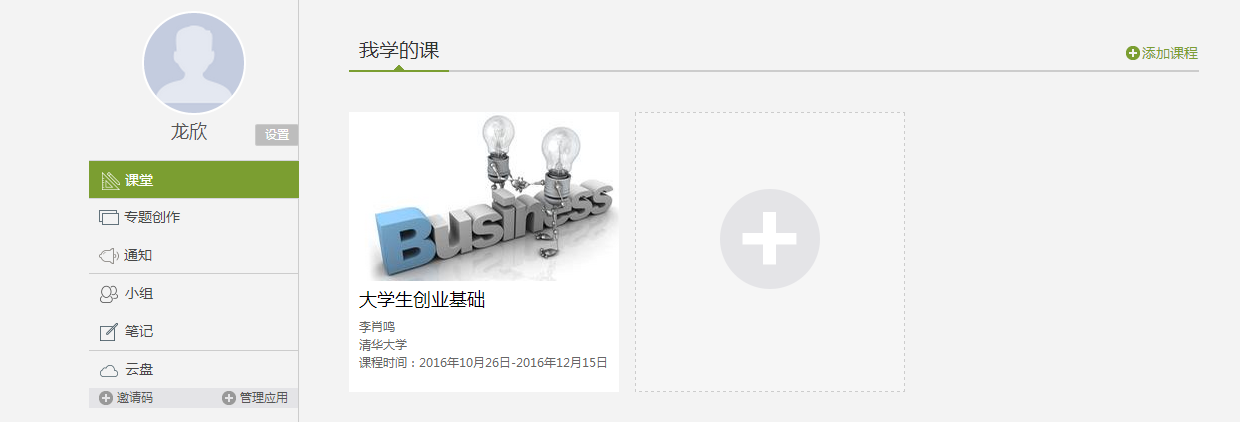 龙欣
设置
课堂
专题创作
通知
小组
笔记
云盘
邀请码 管理应用
我学的课
添加课程
Business
大学生创业基础
李肖鸣
清华大学
课程时间：2016年10月26日-2016年12月15日